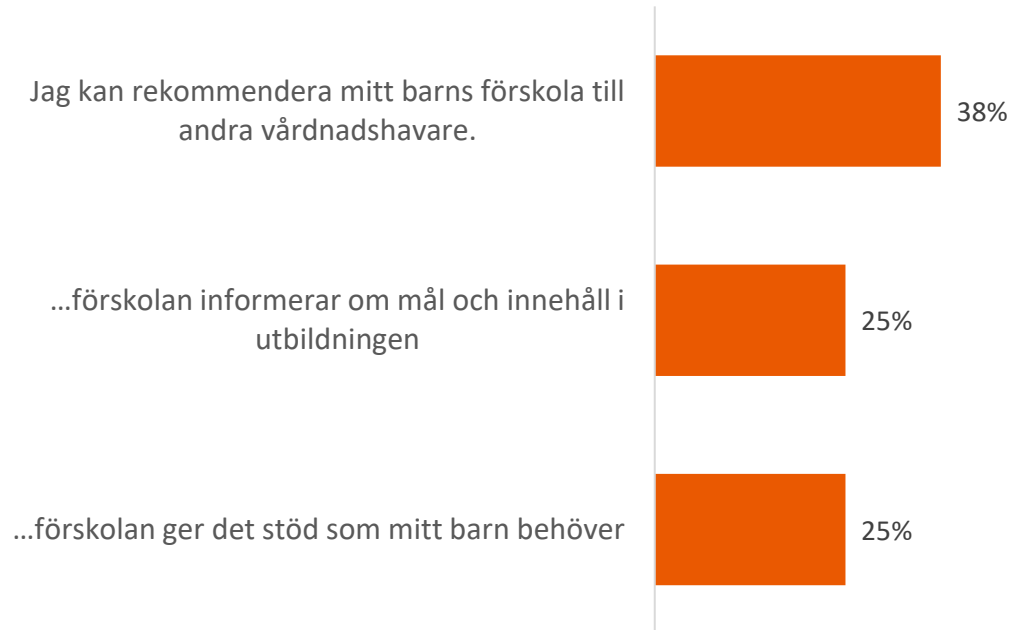 Jag kan rekommendera mitt barns förskola till
andra vårdnadshavare.
38%
...förskolan informerar om mål och innehåll i
utbildningen
25%
...förskolan ger det stöd som mitt barn behöver
25%